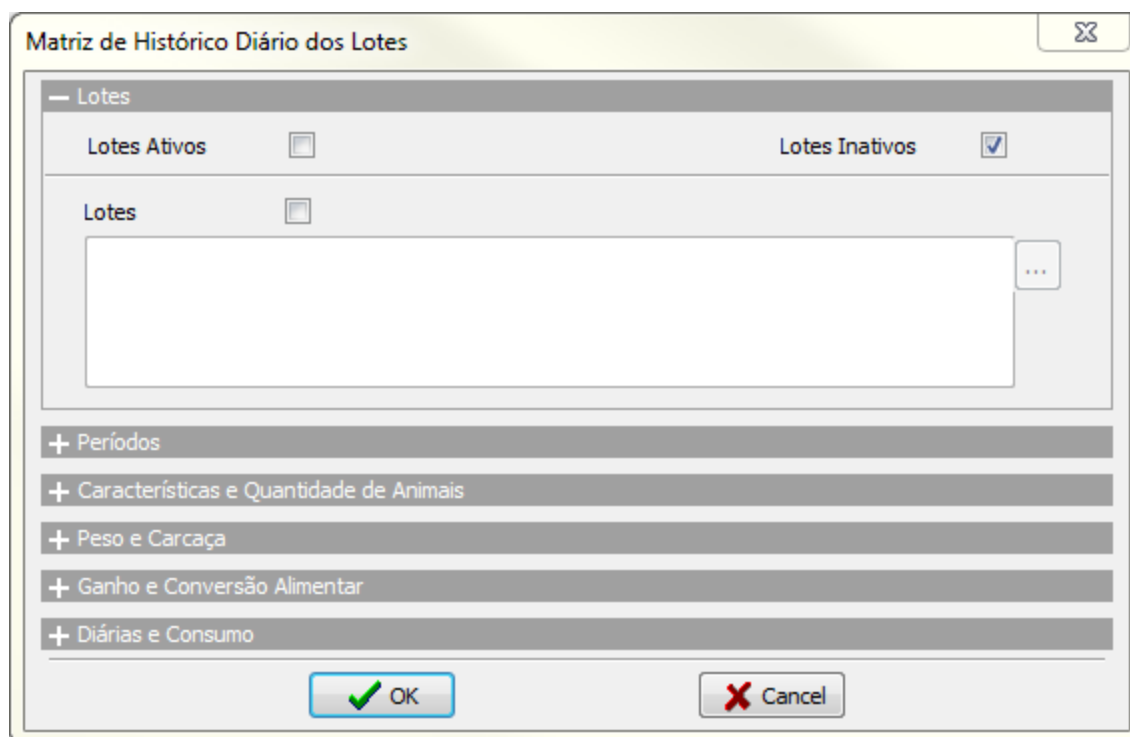 Matriz de Histórico Diário dos Lotes
Lotes
Lotes Ativos Lotes Inativos
Lotes
...
Períodos
Características e Quantidade de Animais
Peso e Carcaça
Ganho e Conversão Alimentar
Diárias e Consumo
OK Cancel